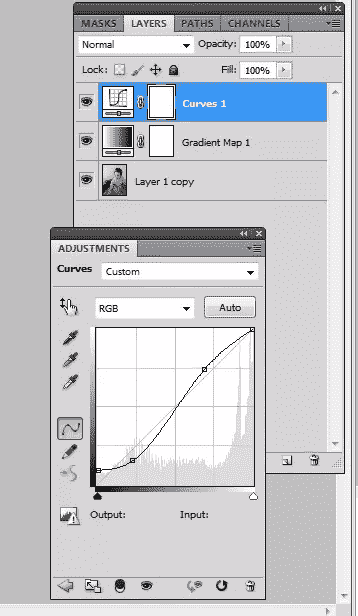 MASKS LAYERS PATHS CHANNELS
Normal Opacity: 100%
Lock: Fill: 100%
Curves 1
Gradient Map 1
Layer 1 copy
ADJUSTMENTS
Curves Custom
RGB Auto
Output: Input: